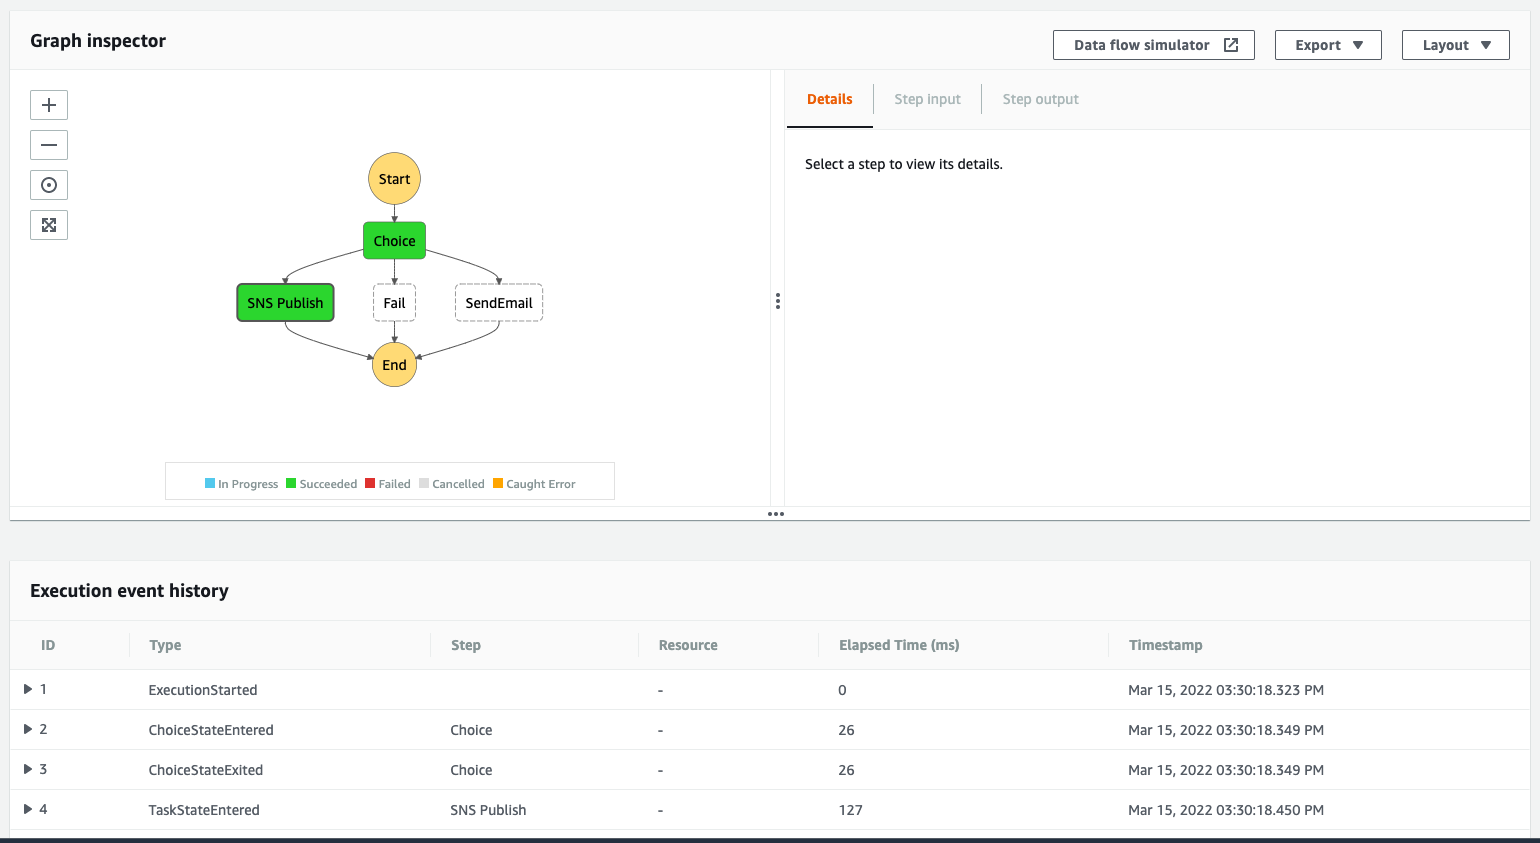 Graph inspector
Data flow simulator
Export
Layout
Details
Step input
Step output
Select a step to view its details.
Start
Choice
SNS Publish
Fail
SendEmail
End
In Progress
Succeeded
Failed
Cancelled
Caught Error
Execution event history
ID Type Step Resource Elapsed Time (ms) Timestamp
1 ExecutionStarted - 0 Mar 15, 2022 03:30:18.323 PM
2 ChoiceStateEntered Choice - 26 Mar 15, 2022 03:30:18.349 PM
3 ChoiceStateExited Choice - 26 Mar 15, 2022 03:30:18.349 PM
4 TaskStateEntered SNS Publish - 127 Mar 15, 2022 03:30:18.450 PM